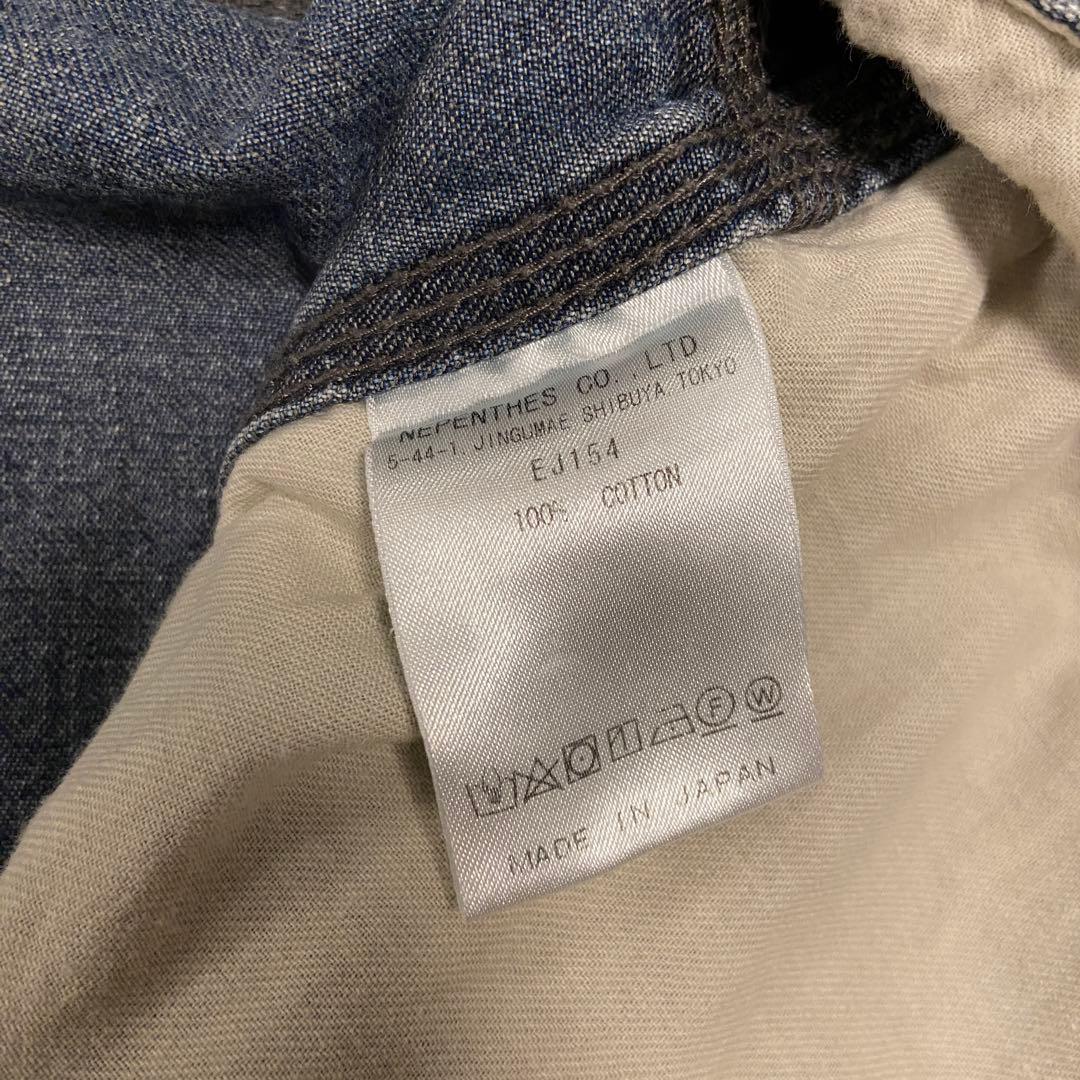 NEPENTHES CO.,LTD
5-44-1,JINGUMAE SHIBUYA TOKYO
EJ154
100% COTTON
F W
MADE IN JAPAN